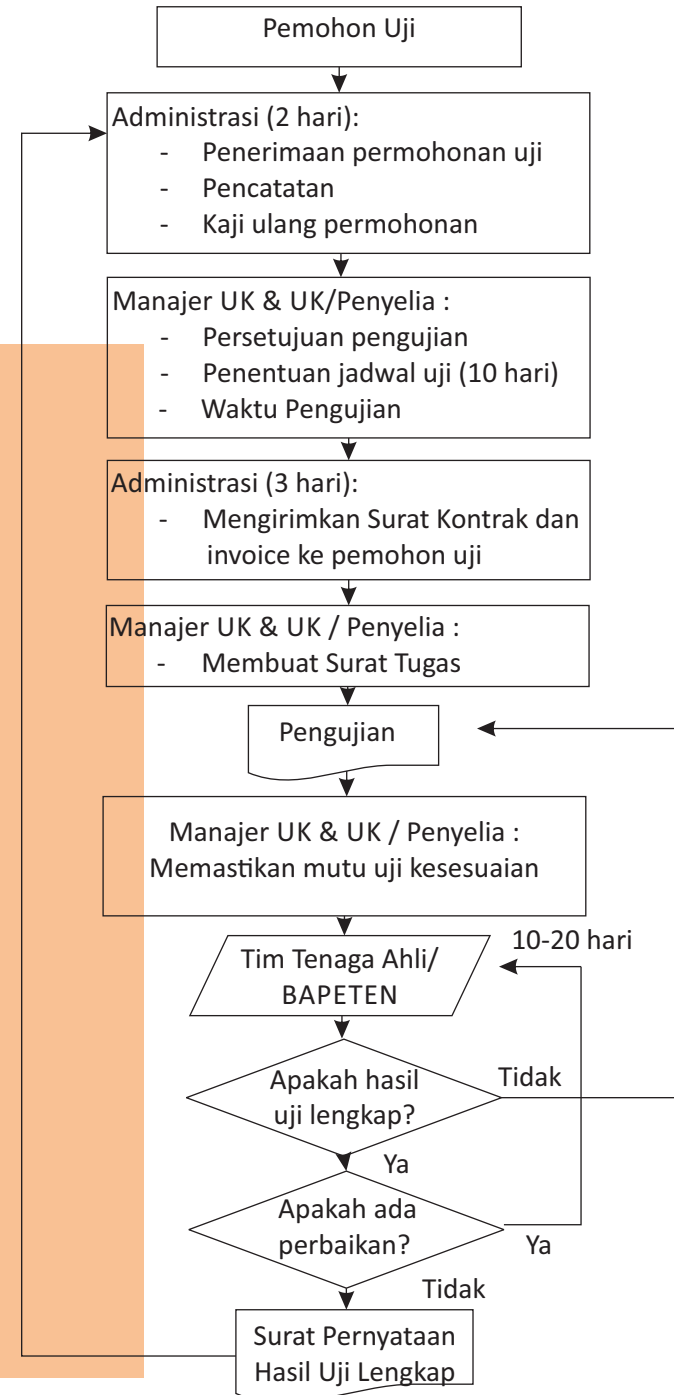 Pemohon Uji
Administrasi (2 hari):
- Penerimaan permohonan uji
- Pencatatan
- Kaji ulang permohonan
Manajer UK & UK/Penyelia :
- Persetujuan pengujian
- Penentuan jadwal uji (10 hari)
- Waktu Pengujian
Administrasi (3 hari):
- Mengirimkan Surat Kontrak dan
invoice ke pemohon uji
Manajer UK & UK / Penyelia :
- Membuat Surat Tugas
Pengujian
Manajer UK & UK / Penyelia :
Memastikan mutu uji kesesuaian
10-20 hari
Tim Tenaga Ahli/
BAPETEN
Apakah hasil
uji lengkap?
Tidak
Ya
Apakah ada
perbaikan?
Ya
Tidak
Surat Pernyataan
Hasil Uji Lengkap